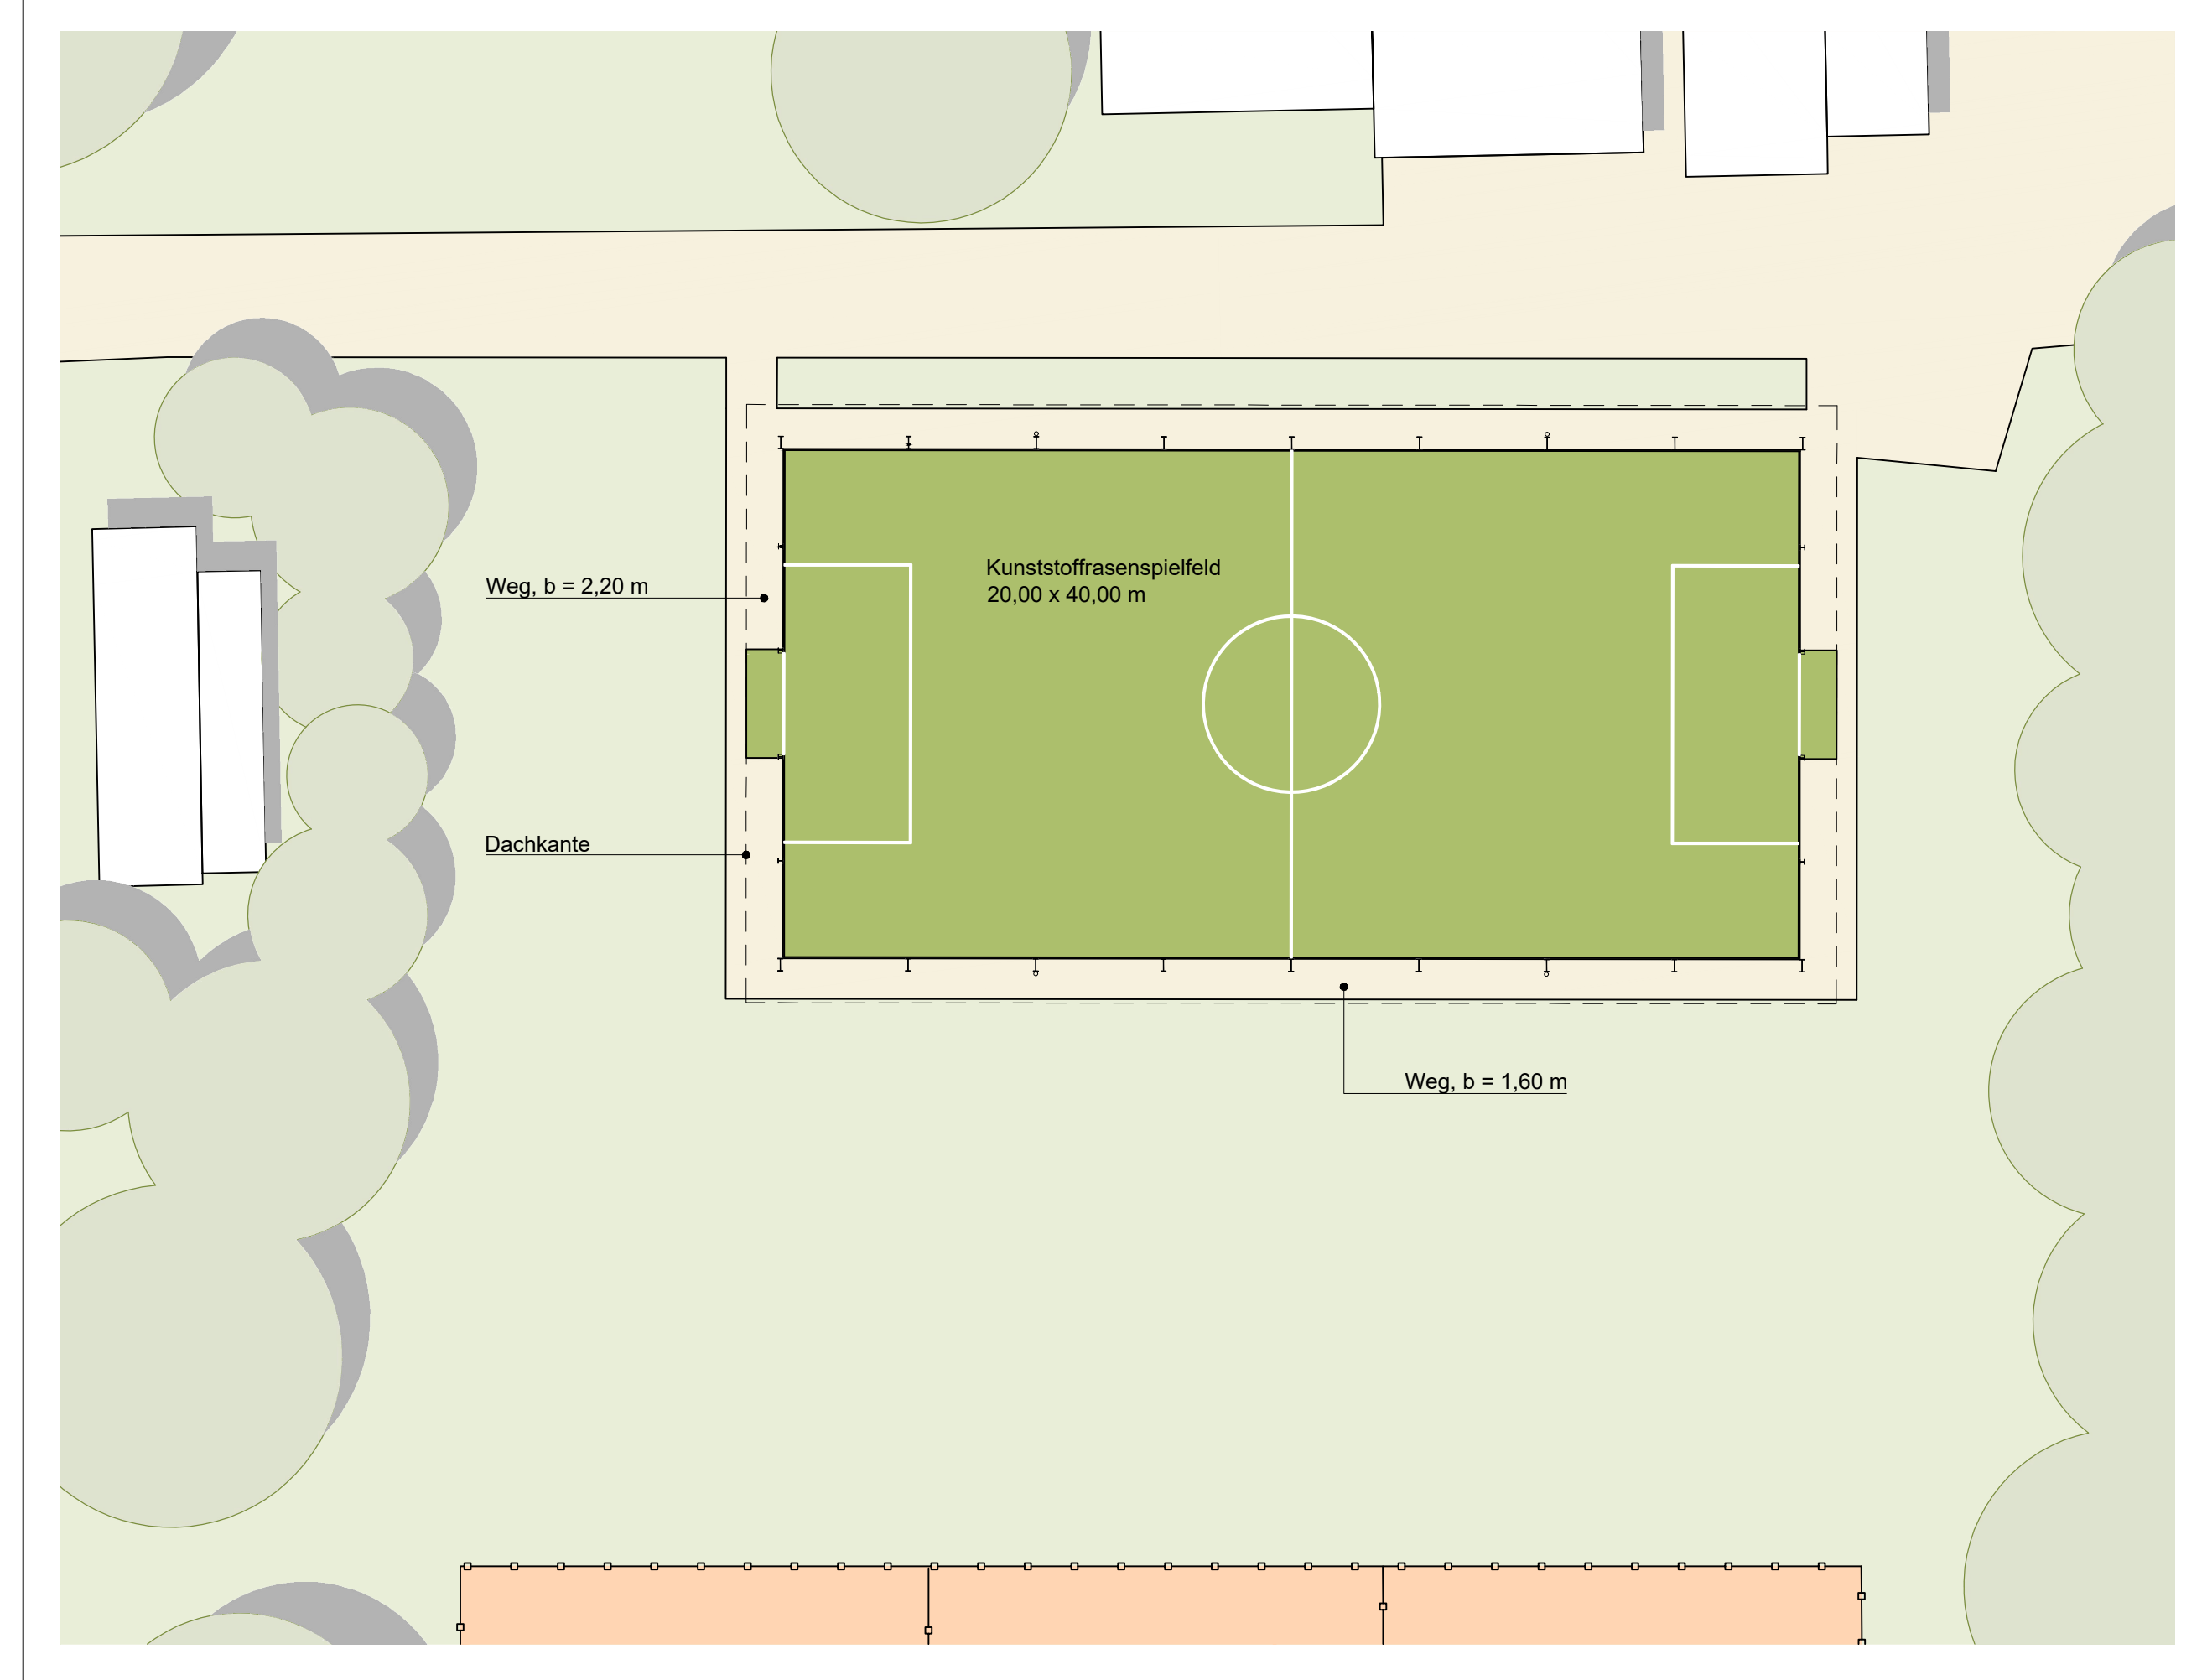 Kunststoffrasenspielfeld
20,00 x 40,00 m
Weg, b = 2,20 m
Dachkante
Weg, b = 1,60 m